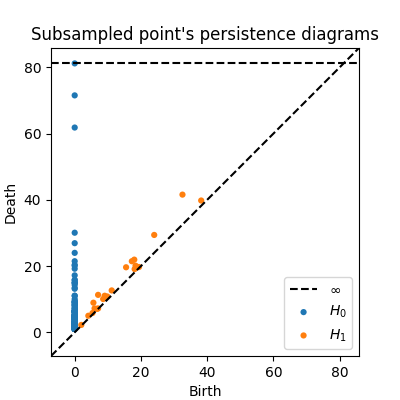 Subsampled point's persistence diagrams
80
60
40
20
0
Death
∞
H₀
H₁
0 20 40 60 80
Birth